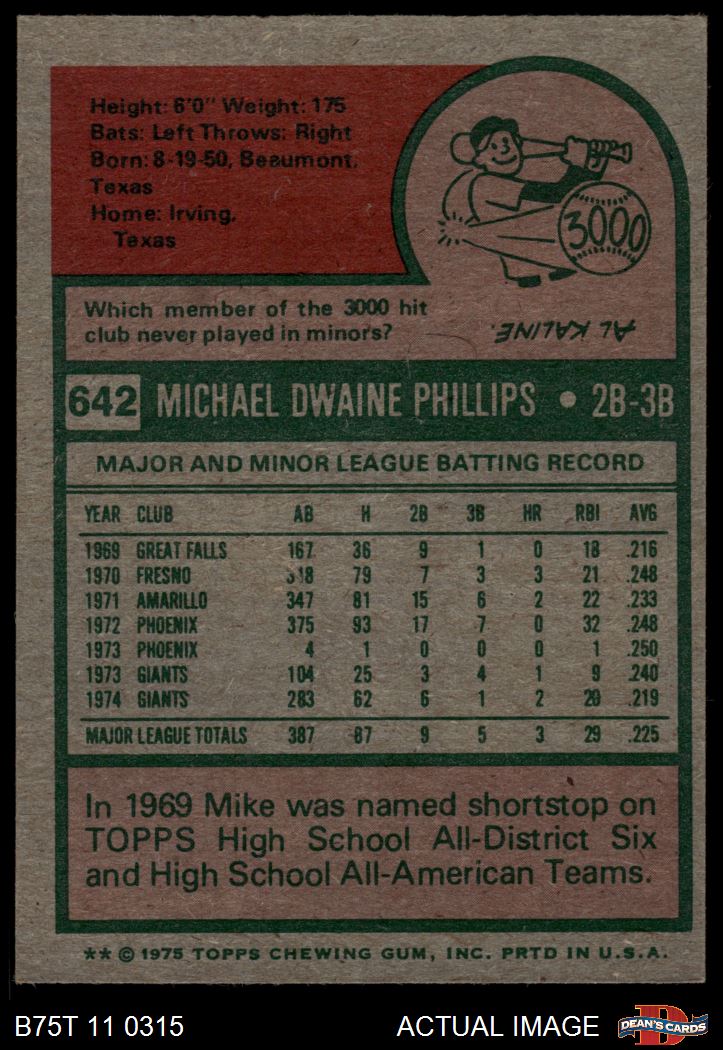 Height: 6'0" Weight: 175
Bats: Left Throws: Right
Born: 8-19-50, Beaumont,
Texas
Home: Irving,
Texas
3000
Which member of the 3000 hit
club never played in minors?
AL KALINE.
642 MICHAEL DWAINE PHILLIPS • 2B-3B
MAJOR AND MINOR LEAGUE BATTING RECORD
YEAR CLUB AB H 2B 3B HR RBI AVG
1969 GREAT FALLS 167 36 9 1 0 18 .216
1970 FRESNO 318 79 7 3 3 21 .248
1971 AMARILLO 347 81 15 6 2 22 .233
1972 PHOENIX 375 93 17 7 0 32 .248
1973 PHOENIX 4 1 0 0 0 1 .250
1973 GIANTS 104 25 3 4 1 9 .240
1974 GIANTS 283 62 6 1 2 20 .219
MAJOR LEAGUE TOTALS 387 87 9 5 3 29 .225
In 1969 Mike was named shortstop on
TOPPS High School All-District Six
and High School All-American Teams.
** © 1975 TOPPS CHEWING GUM, INC. PRTD IN U.S.A.
B75T 11 0315 ACTUAL IMAGE DEAN'S CARDS